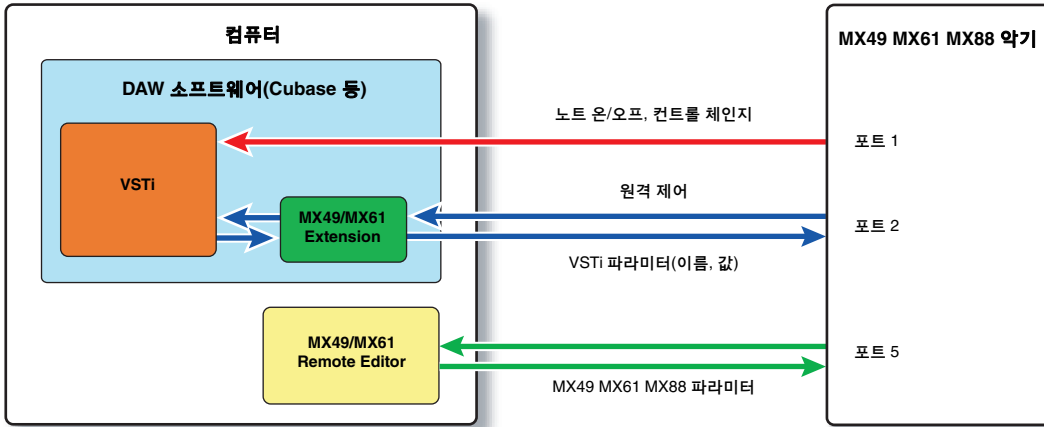 컴퓨터
DAW 소프트웨어(Cubase 등)
VSTi
MX49/MX61
Extension
MX49/MX61
Remote Editor
노트 온/오프, 컨트롤 체인지
원격 제어
VSTi 파라미터(이름, 값)
MX49 MX61 MX88 파라미터
MX49 MX61 MX88 악기
포트 1
포트 2
포트 5